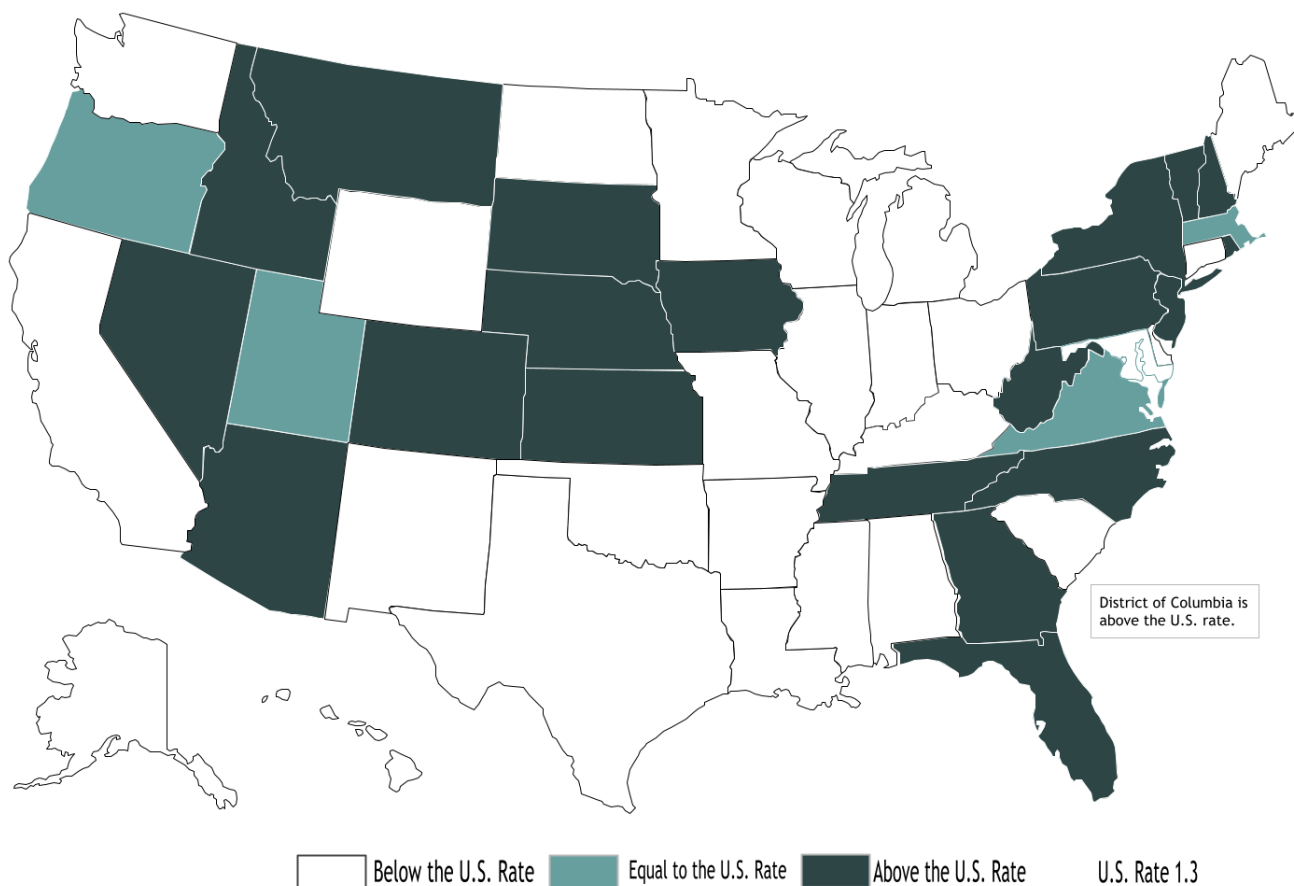 District of Columbia is
above the U.S. rate.
Below the U.S. Rate
Equal to the U.S. Rate
Above the U.S. Rate
U.S. Rate 1.3